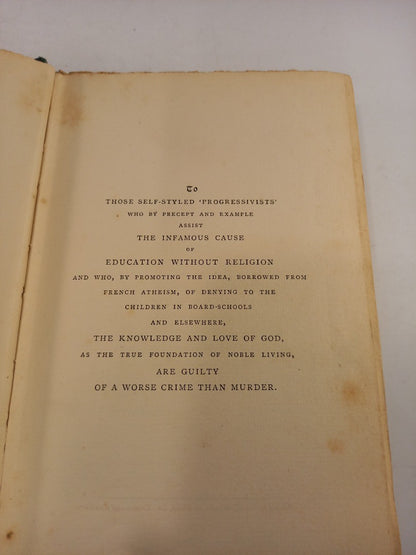 To
THOSE SELF-STYLED 'PROGRESSIVISTS'
WHO BY PRECEPT AND EXAMPLE
ASSIST
THE INFAMOUS CAUSE
OF
EDUCATION WITHOUT RELIGION
AND WHO, BY PROMOTING THE IDEA, BORROWED FROM
FRENCH ATHEISM, OF DENYING TO THE
CHILDREN IN BOARD-SCHOOLS
AND ELSEWHERE,
THE KNOWLEDGE AND LOVE OF GOD,
AS THE TRUE FOUNDATION OF NOBLE LIVING,
ARE GUILTY
OF A WORSE CRIME THAN MURDER.